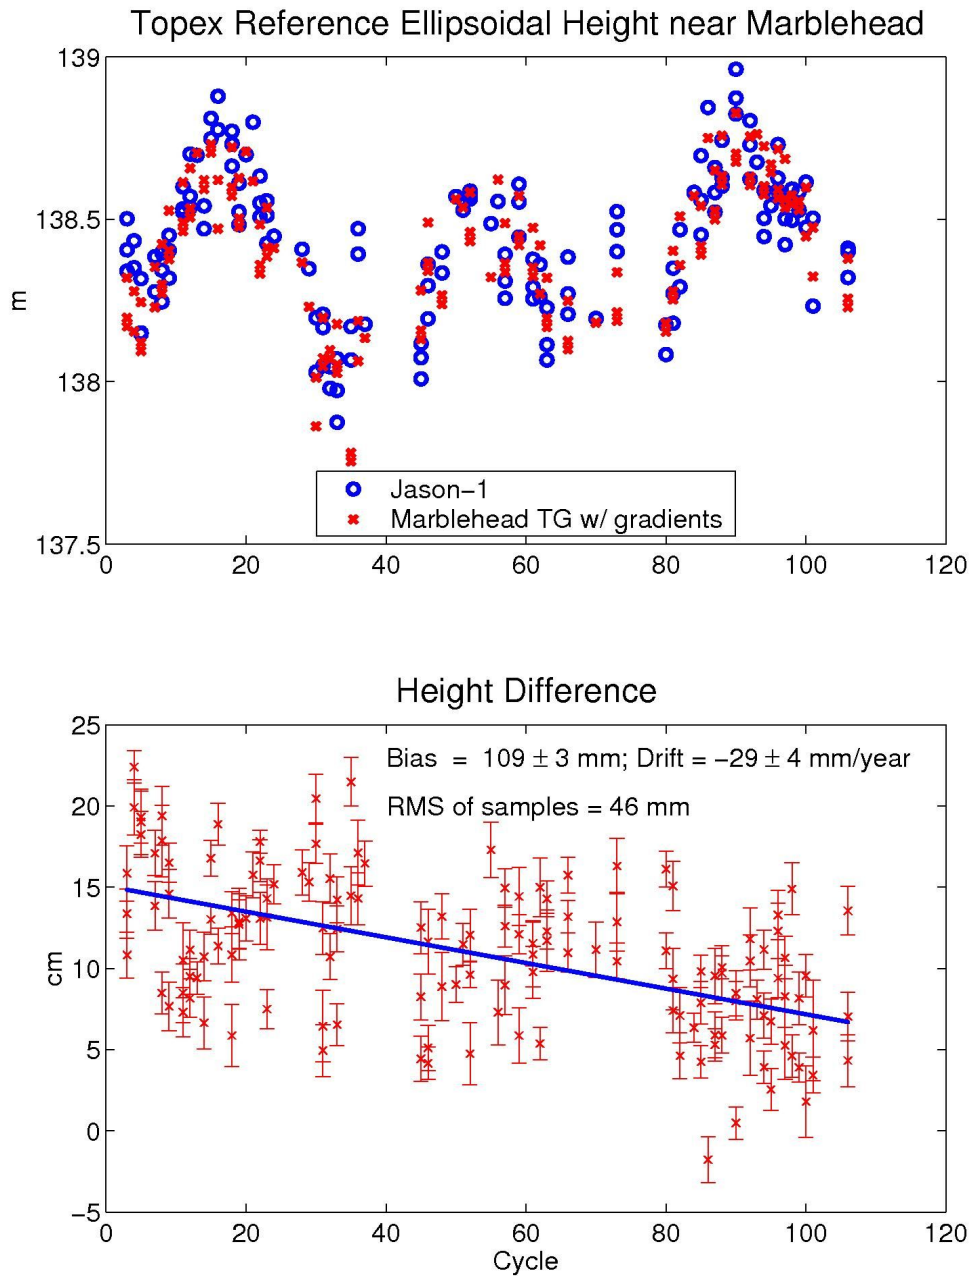 Topex Reference Ellipsoidal Height near Marblehead
139
138.5
138
137.5
m
Jason−1
Marblehead TG w/ gradients
0 20 40 60 80 100 120
Height Difference
25
20
15
10
5
0
−5
cm
Bias = 109 ± 3 mm; Drift = −29 ± 4 mm/year
RMS of samples = 46 mm
0 20 40 60 80 100 120
Cycle